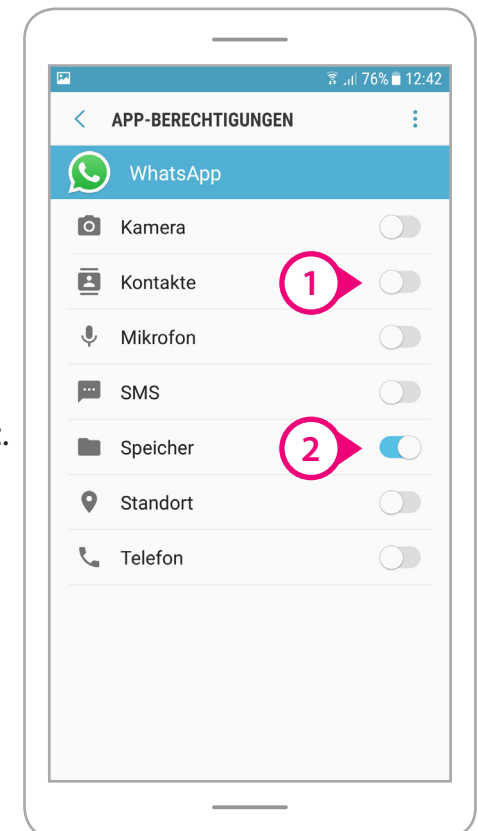 76% 12:42
APP-BERECHTIGUNGEN
WhatsApp
Kamera
Kontakte 1
Mikrofon
SMS
Speicher 2
Standort
Telefon